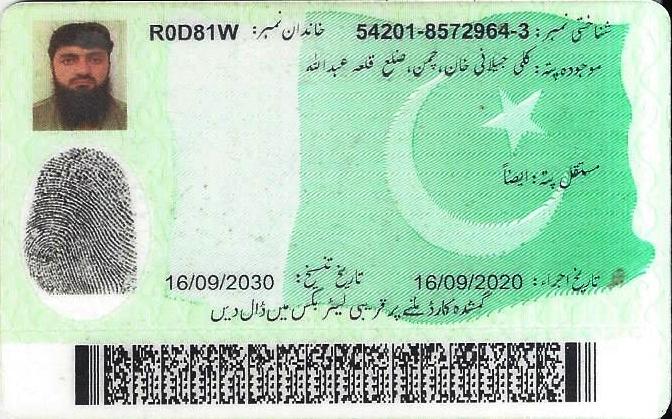 شناختی نمبر: 54201-8572964-3 خاندان نمبر: R0D81W
موجودہ پتہ: کلی جیلانی خان، چمن، ضلع قلعہ عبداللہ
مستقل پتہ: ایضاً
تاریخ اجراء: 16/09/2020 تاریخ تنسیخ: 16/09/2030
گمشدہ کارڈ ملنے پر قریبی لیٹر بکس میں ڈال دیں